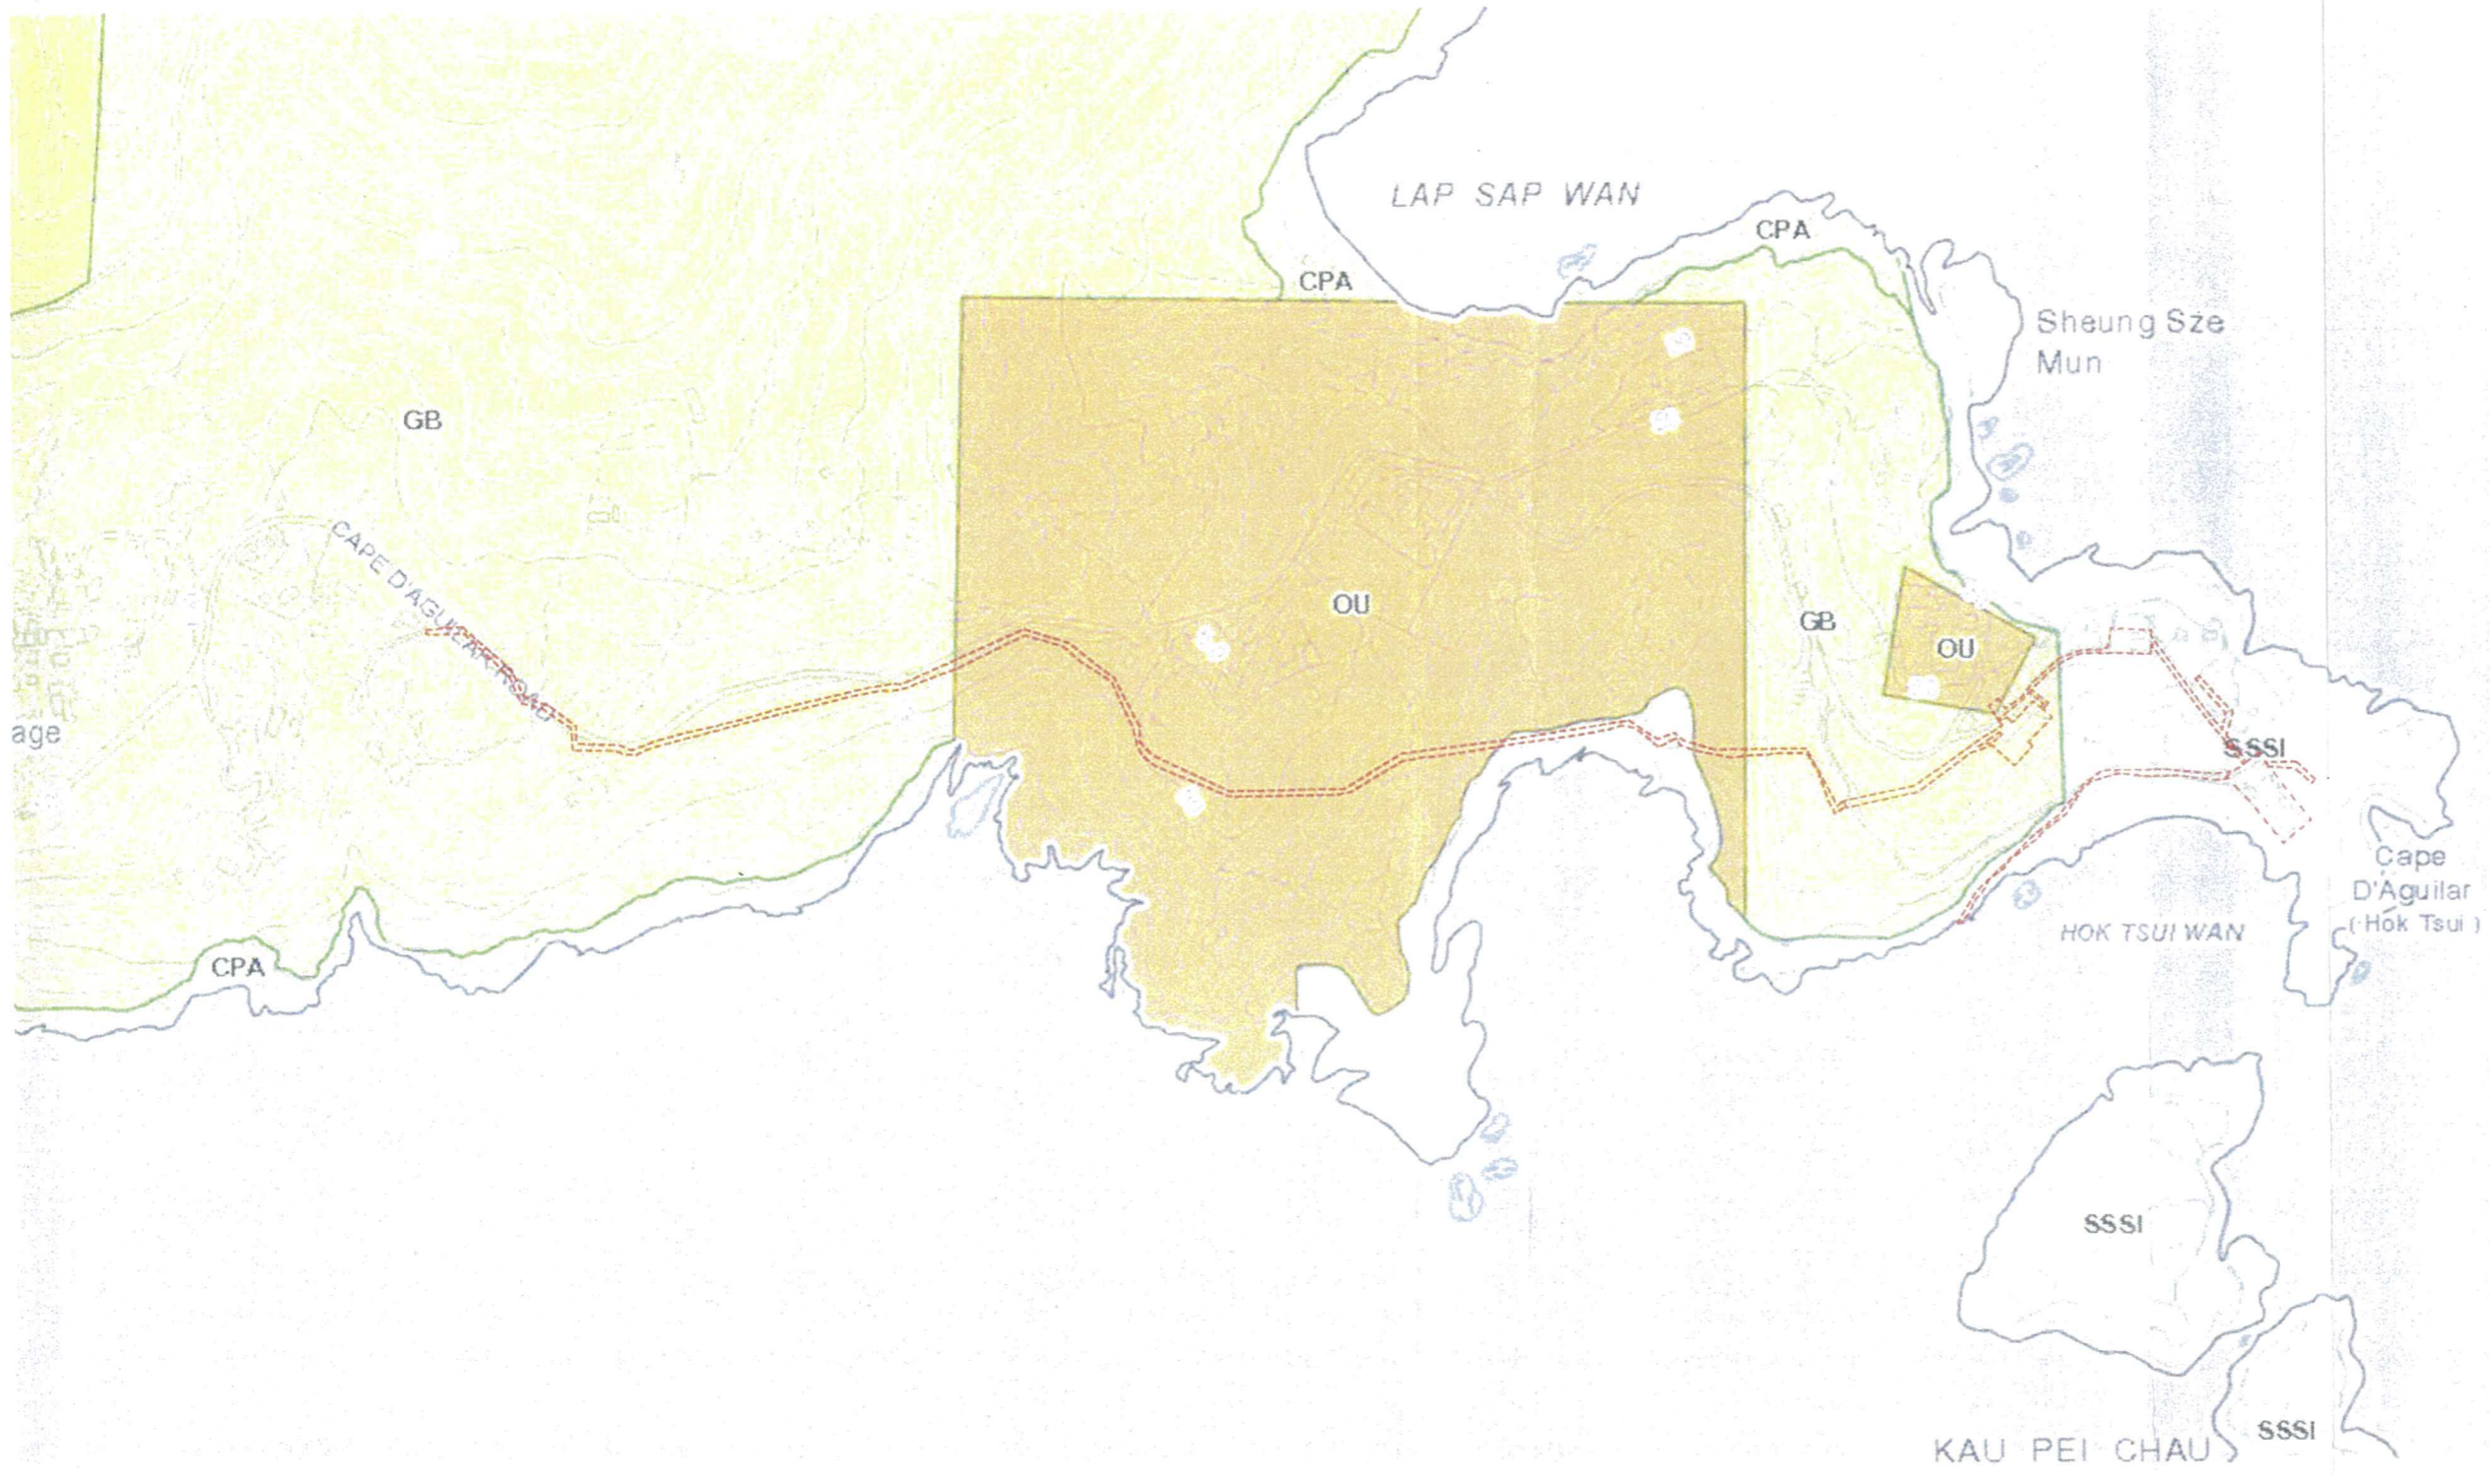 LAP SAP WAN
CPA
CPA
Sheung Sze
Mun
GB
CAPE D'AGUILAR ROAD
OU
GB
OU
age
SSSI
Cape
D'Aguilar
(Hok Tsui)
HOK TSUI WAN
CPA
SSSI
SSSI
KAU PEI CHAU